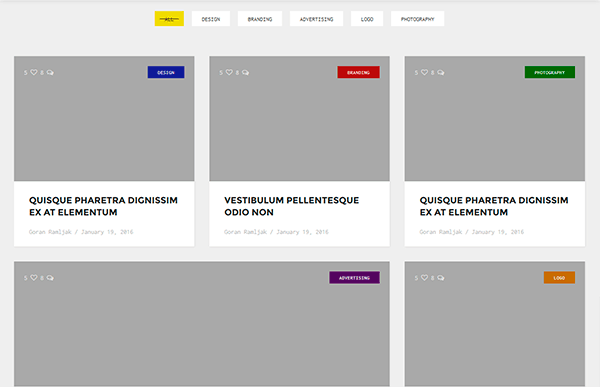 ALL
DESIGN
BRANDING
ADVERTISING
LOGO
PHOTOGRAPHY
5 8
DESIGN
5 8
BRANDING
5 8
PHOTOGRAPHY
QUISQUE PHARETRA DIGNISSIM
EX AT ELEMENTUM
Goran Ramljak / January 19, 2016
VESTIBULUM PELLENTESQUE
ODIO NON
Goran Ramljak / January 19, 2016
QUISQUE PHARETRA DIGNISSIM
EX AT ELEMENTUM
Goran Ramljak / January 19, 2016
5 8
ADVERTISING
5 8
LOGO